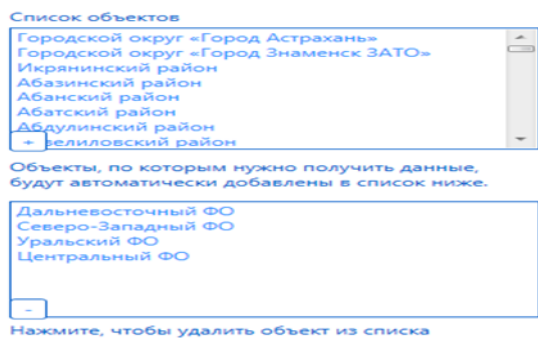 Список объектов
Городской округ «Город Астрахань»
Городской округ «Город Знаменск ЗАТО»
Икрянинский район
Абазинский район
Абанский район
Абатский район
Абдулинский район
+ велиловский район
Объекты, по которым нужно получить данные,
будут автоматически добавлены в список ниже.
Дальневосточный ФО
Северо-Западный ФО
Уральский ФО
Центральный ФО
-
Нажмите, чтобы удалить объект из списка